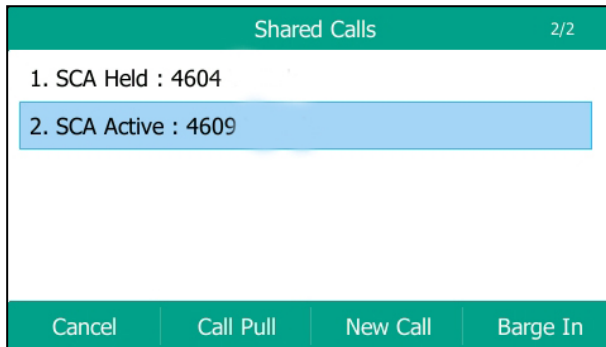 Shared Calls 2/2
1. SCA Held : 4604
2. SCA Active : 4609
Cancel Call Pull New Call Barge In